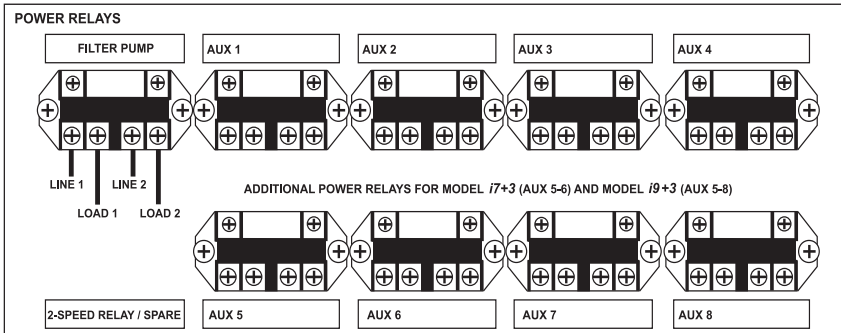 POWER RELAYS
FILTER PUMP
AUX 1
AUX 2
AUX 3
AUX 4
LINE 1
LINE 2
LOAD 1
LOAD 2
ADDITIONAL POWER RELAYS FOR MODEL i7+3 (AUX 5-6) AND MODEL i9+3 (AUX 5-8)
2-SPEED RELAY / SPARE
AUX 5
AUX 6
AUX 7
AUX 8